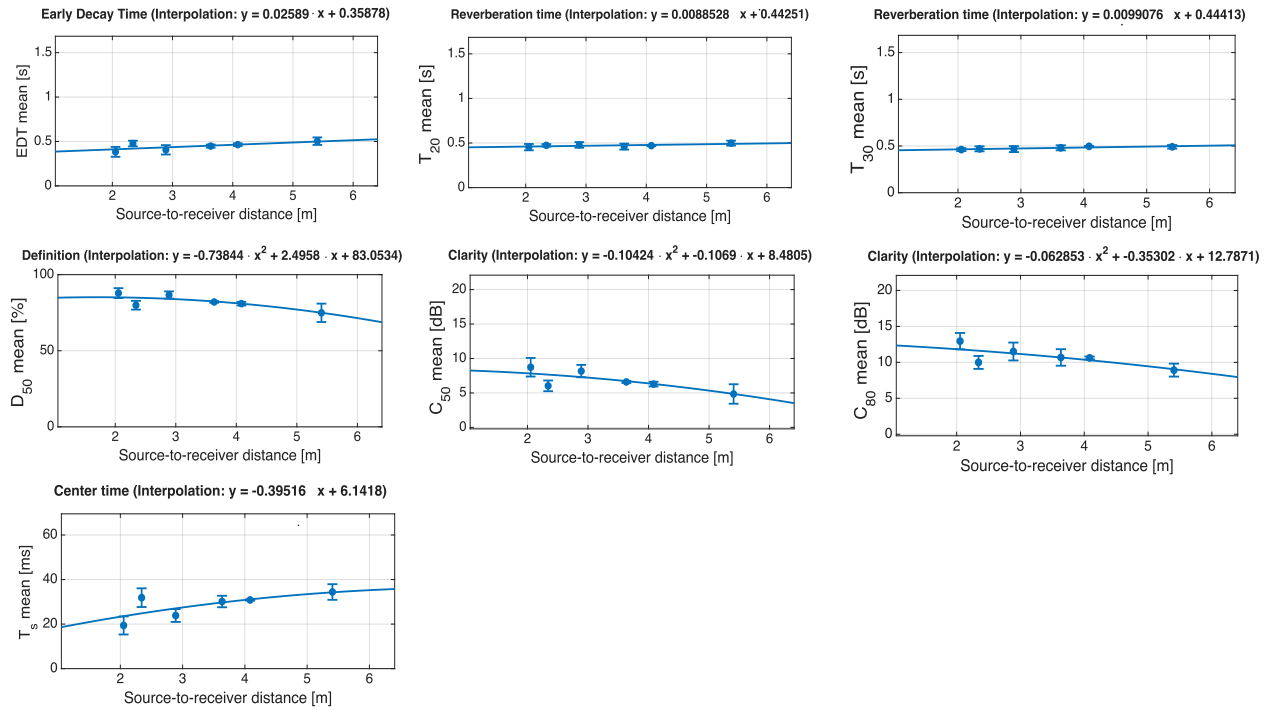 Early Decay Time (Interpolation: y = 0.02589 · x + 0.35878)
EDT mean [s]
1.5
1
0.5
0
2 3 4 5 6
Source-to-receiver distance [m]
Reverberation time (Interpolation: y = 0.0088528 x + 0.44251)
T20 mean [s]
1.5
1
0.5
0
2 3 4 5 6
Source-to-receiver distance [m]
Reverberation time (Interpolation: y = 0.0099076 x + 0.44413)
T30 mean [s]
1.5
1
0.5
0
2 3 4 5 6
Source-to-receiver distance [m]
Definition (Interpolation: y = -0.73844 · x² + 2.4958 · x + 83.0534)
D50 mean [%]
100
50
0
2 3 4 5 6
Source-to-receiver distance [m]
Clarity (Interpolation: y = -0.10424 · x² + -0.1069 · x + 8.4805)
C50 mean [dB]
20
15
10
5
0
2 3 4 5 6
Source-to-receiver distance [m]
Clarity (Interpolation: y = -0.062853 · x² + -0.35302 · x + 12.7871)
C80 mean [dB]
20
15
10
5
0
2 3 4 5 6
Source-to-receiver distance [m]
Center time (Interpolation: y = -0.39516 x + 6.1418)
Ts mean [ms]
60
40
20
0
2 3 4 5 6
Source-to-receiver distance [m]